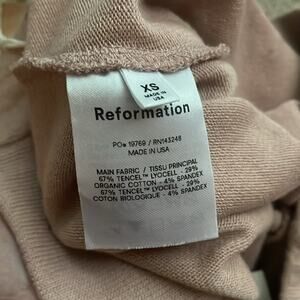 XS
MADE IN
USA
Reformation
PO# 19769 / RN143248
MADE IN USA
MAIN FABRIC / TISSU PRINCIPAL
67% TENCEL™ LYOCELL - 29%
ORGANIC COTTON - 4% SPANDEX
67% TENCEL™ LYOCELL - 29%
COTON BIOLOGIQUE - 4% SPANDEX